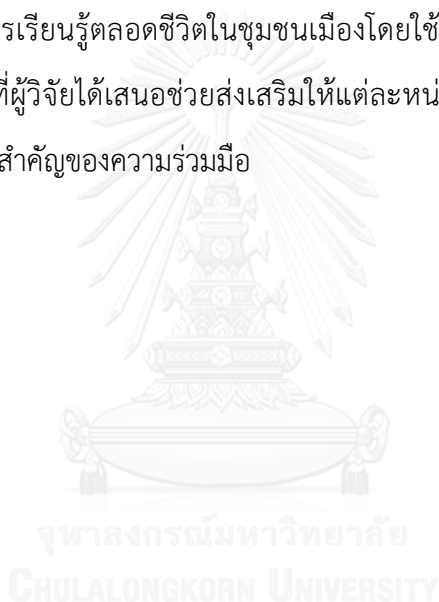 รเรียนรู้ตลอดชีวิตในชุมชนเมืองโดยใช้
ที่ผู้วิจัยได้เสนอช่วยส่งเสริมให้แต่ละหน่
สำคัญของความร่วมมือ
จุฬาลงกรณ์มหาวิทยาลัย
CHULALONGKORN UNIVERSITY